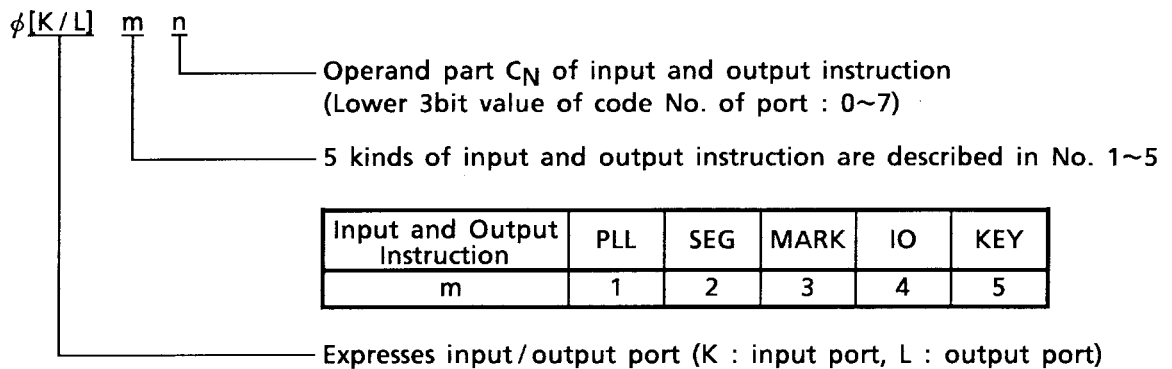 ϕ[K/L] m n
Operand part CN of input and output instruction
(Lower 3bit value of code No. of port : 0~7)
5 kinds of input and output instruction are described in No. 1~5
Input and Output Instruction PLL SEG MARK IO KEY
m 1 2 3 4 5
Expresses input/output port (K : input port, L : output port)